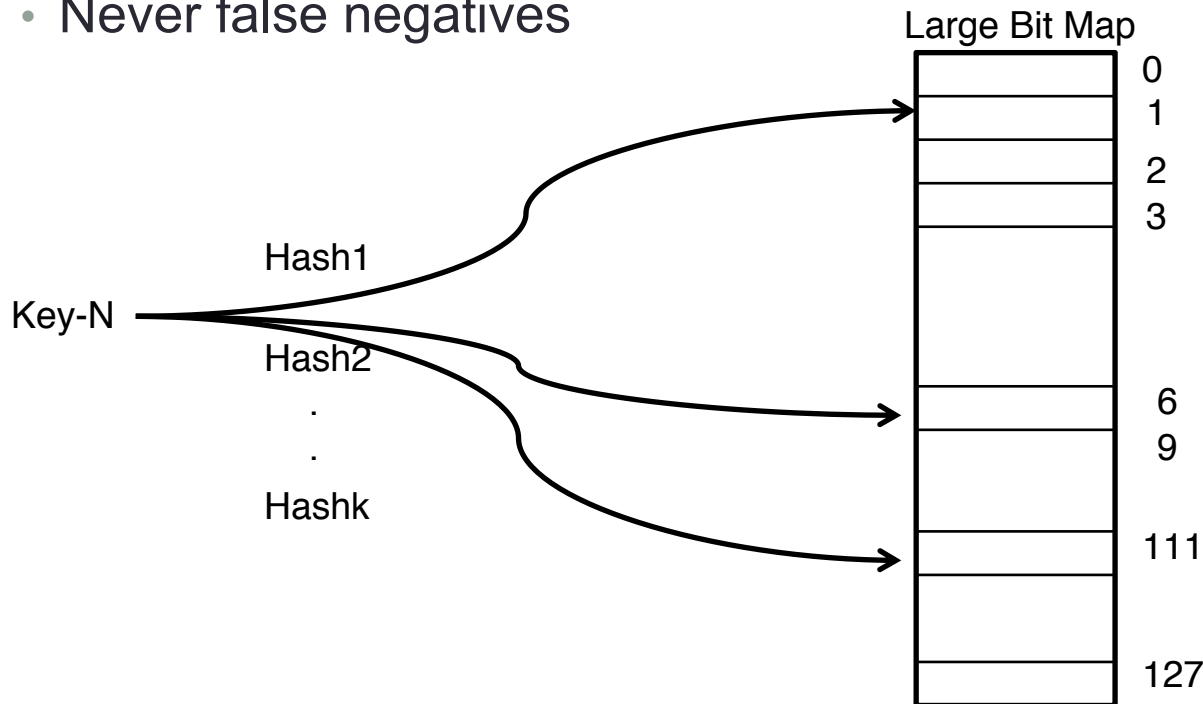 • Never false negatives
Large Bit Map
0
1
2
3
Hash1
Key-N
Hash2
.
.
Hashk
6
9
111
127